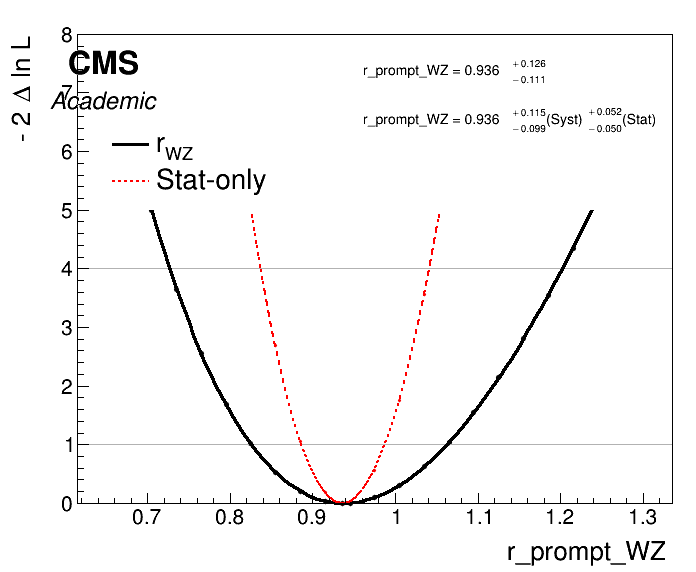 - 2 Δ ln L
8
7
6
5
4
3
2
1
0
CMS
Academic
r_prompt_WZ = 0.936 +0.126 −0.111
r_prompt_WZ = 0.936 +0.115 −0.099 (Syst) +0.052 −0.050 (Stat)
r_WZ
Stat-only
0.7 0.8 0.9 1 1.1 1.2 1.3
r_prompt_WZ